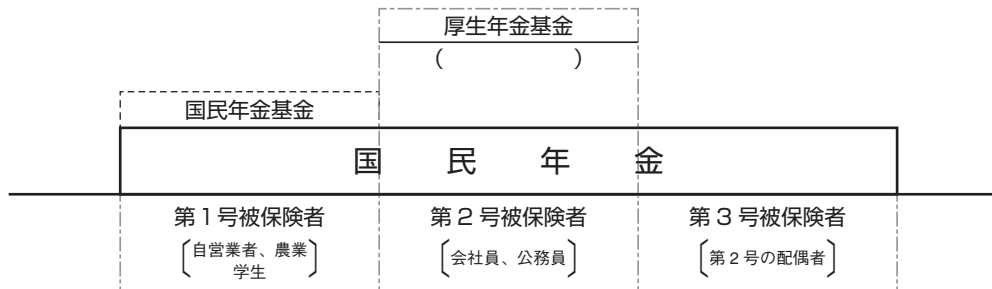 厚生年金基金
(　　　　　　)
国民年金基金
国民年金
第1号被保険者
第2号被保険者
第3号被保険者
自営業者、農業
学生
会社員、公務員
第2号の配偶者